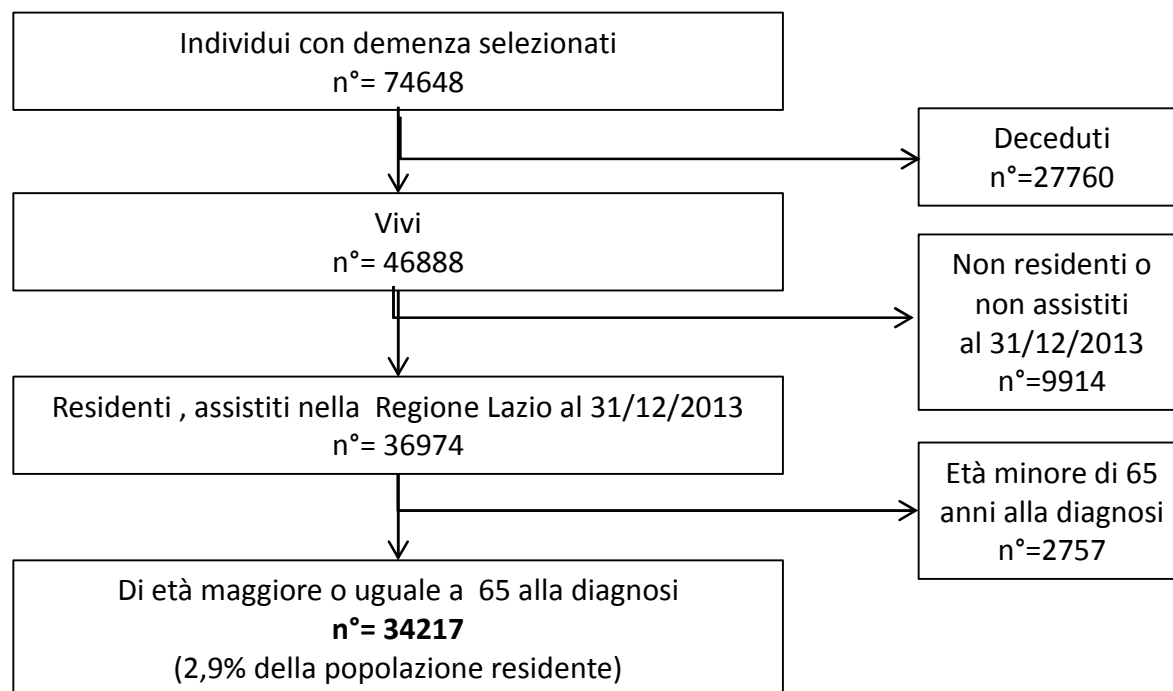 Individui con demenza selezionati
n°= 74648
Deceduti
n°=27760
Vivi
n°= 46888
Non residenti o
non assistiti
al 31/12/2013
n°=9914
Residenti , assistiti nella Regione Lazio al 31/12/2013
n°= 36974
Età minore di 65
anni alla diagnosi
n°=2757
Di età maggiore o uguale a 65 alla diagnosi
n°= 34217
(2,9% della popolazione residente)